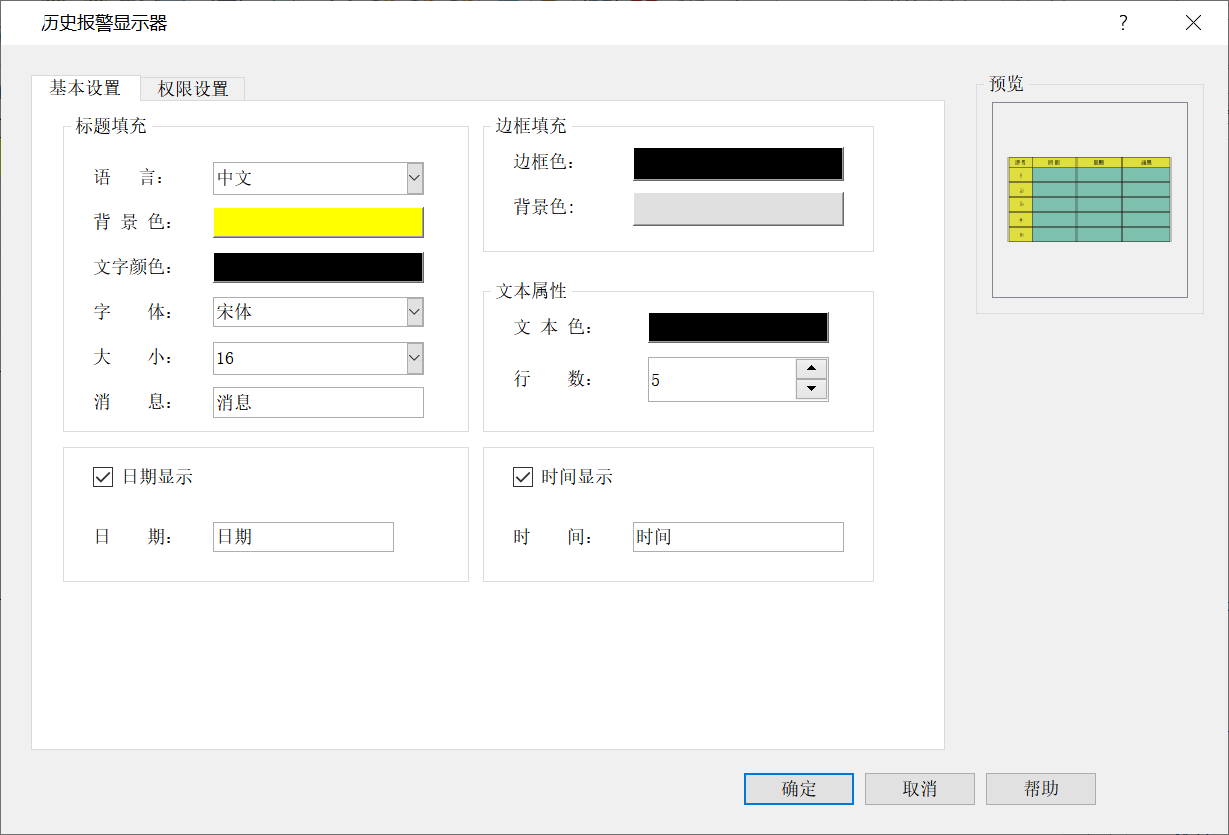 历史报警显示器
?
基本设置 权限设置
标题填充
语 言:
中文
背 景 色:
文字颜色:
字 体:
宋体
大 小:
16
消 息:
消息
边框填充
边框色:
背景色:
文本属性
文 本 色:
行 数:
5
日期显示
日 期:
日期
时间显示
时 间:
时间
预览
确定 取消 帮助